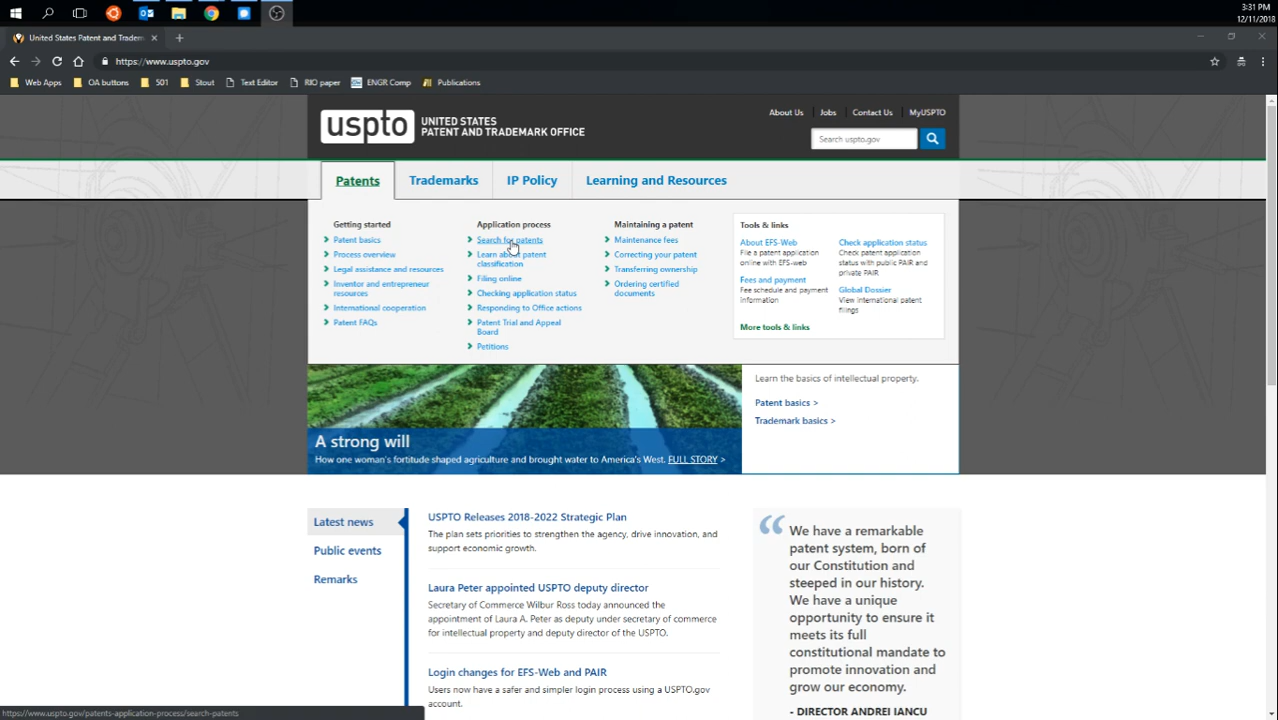 3:31 PM
12/11/2018
United States Patent and Tradem
https://www.uspto.gov
Web Apps OA buttons 501 Stout Text Editor RIO paper ENGR Comp Publications
uspto
UNITED STATES
PATENT AND TRADEMARK OFFICE
About Us Jobs Contact Us MyUSPTO
Search uspto.gov
Patents Trademarks IP Policy Learning and Resources
Getting started
Patent basics
Process overview
Legal assistance and resources
Inventor and entrepreneur
resources
International cooperation
Patent FAQs
Application process
Search for patents
Learn about patent
classification
Filing online
Checking application status
Responding to Office actions
Patent Trial and Appeal
Board
Petitions
Maintaining a patent
Maintenance fees
Correcting your patent
Transferring ownership
Ordering certified
documents
Tools & links
About EFS-Web
File a patent application
online with EFS-web
Fees and payment
Fee schedule and payment
information
Check application status
Check patent application
status with public PAIR and
private PAIR
Global Dossier
View international patent
filings
More tools & links
A strong will
How one woman's fortitude shaped agriculture and brought water to America's West. FULL STORY >
Learn the basics of intellectual property.
Patent basics >
Trademark basics >
Latest news
Public events
Remarks
USPTO Releases 2018-2022 Strategic Plan
The plan sets priorities to strengthen the agency, drive innovation, and
support economic growth.
Laura Peter appointed USPTO deputy director
Secretary of Commerce Wilbur Ross today announced the
appointment of Laura A. Peter as deputy under secretary of commerce
for intellectual property and deputy director of the USPTO.
Login changes for EFS-Web and PAIR
Users now have a safer and simpler login process using a USPTO.gov
account.
“ We have a remarkable
patent system, born of
our Constitution and
steeped in our history.
We have a unique
opportunity to ensure it
meets its full
constitutional mandate to
promote innovation and
grow our economy.
- DIRECTOR ANDREI IANCU
https://www.uspto.gov/patents-application-process/search-patents